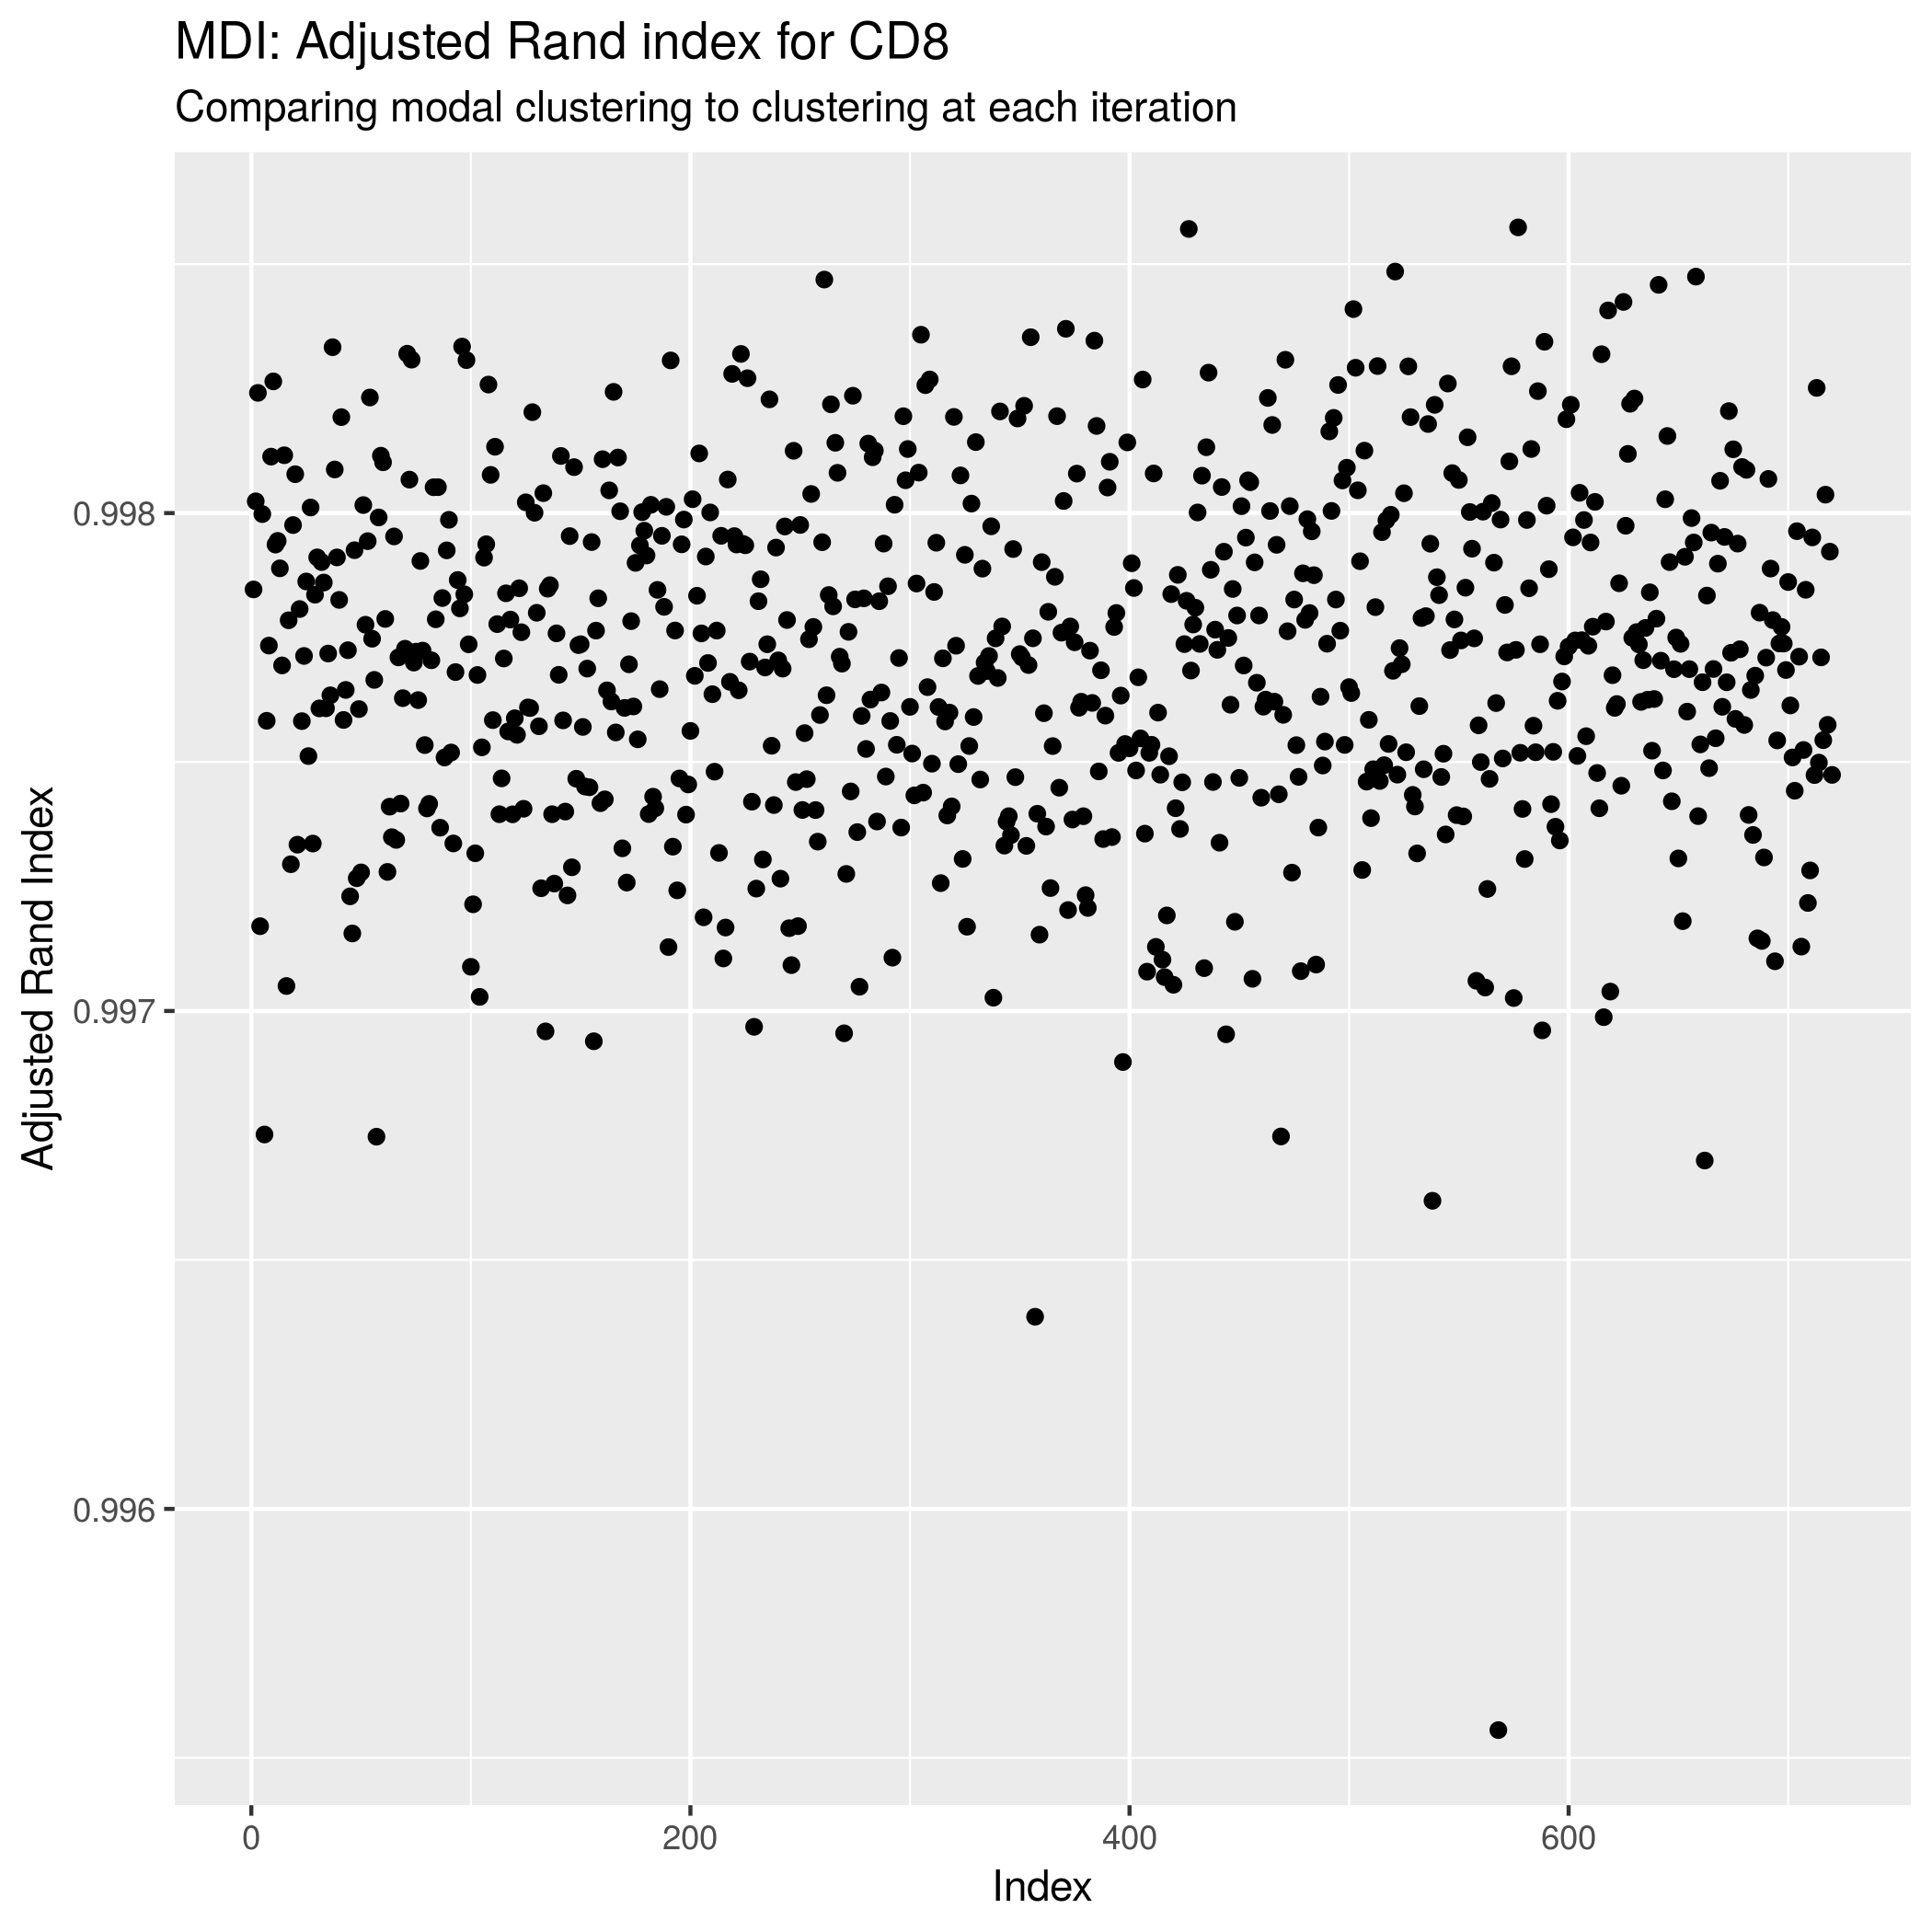 MDI: Adjusted Rand index for CD8
Comparing modal clustering to clustering at each iteration
Adjusted Rand Index
0.998
0.997
0.996
0
200
400
600
Index